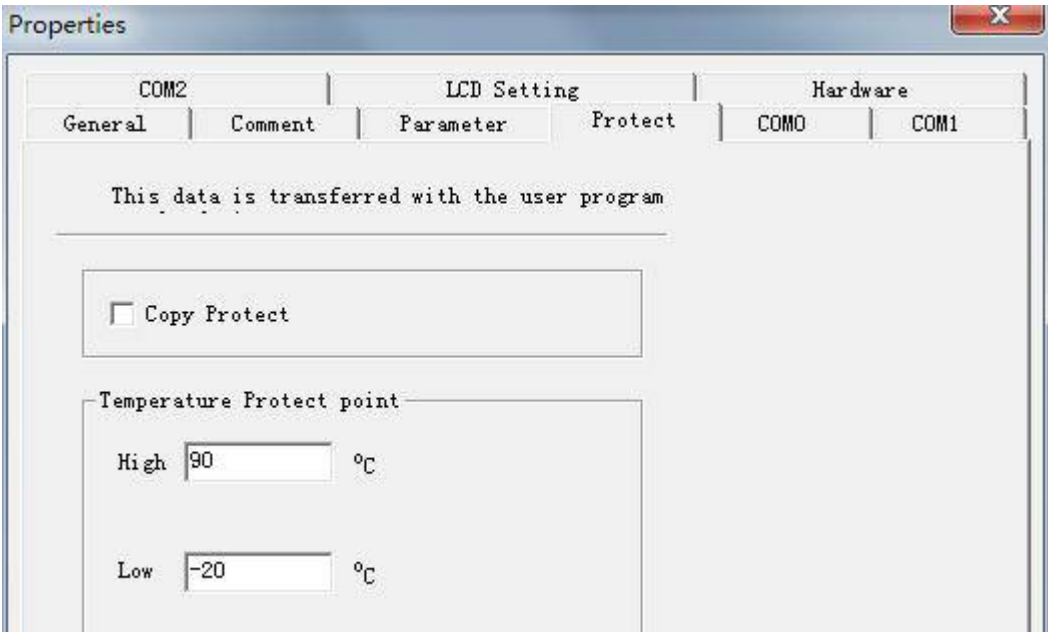 Properties
COM2 LCD Setting Hardware
General Comment Parameter Protect COM0 COM1
This data is transferred with the user program
Copy Protect
Temperature Protect point
High 90 °C
Low -20 °C